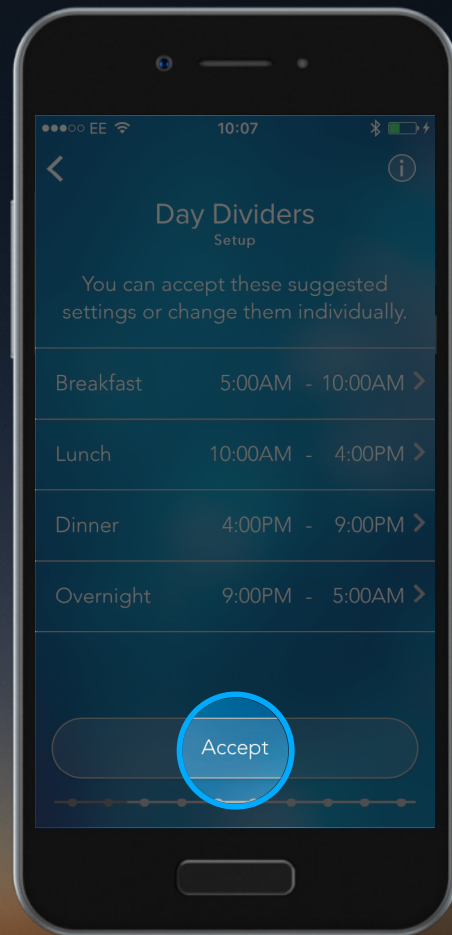 EE 10:07
Day Dividers
Setup
You can accept these suggested
settings or change them individually.
Breakfast 5:00AM - 10:00AM
Lunch 10:00AM - 4:00PM
Dinner 4:00PM - 9:00PM
Overnight 9:00PM - 5:00AM
Accept